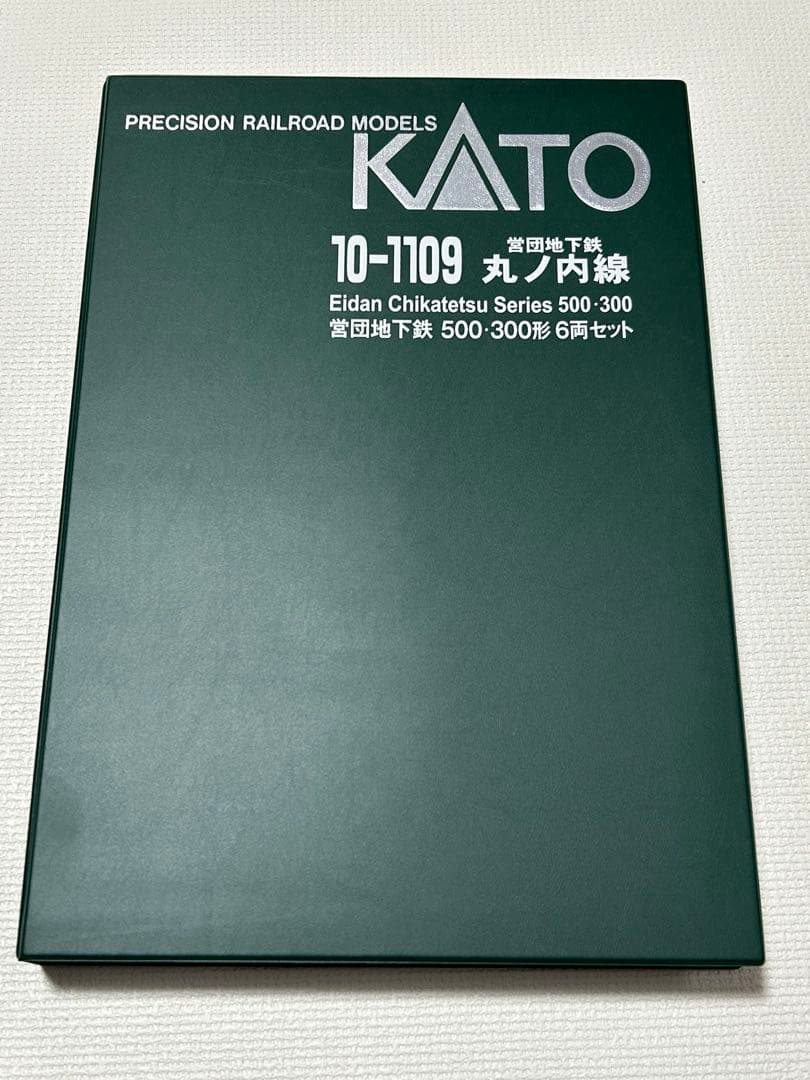 PRECISION RAILROAD MODELS
KATO
営団地下鉄
10-1109 丸ノ内線
Eidan Chikatetsu Series 500·300
営団地下鉄 500·300形 6両セット